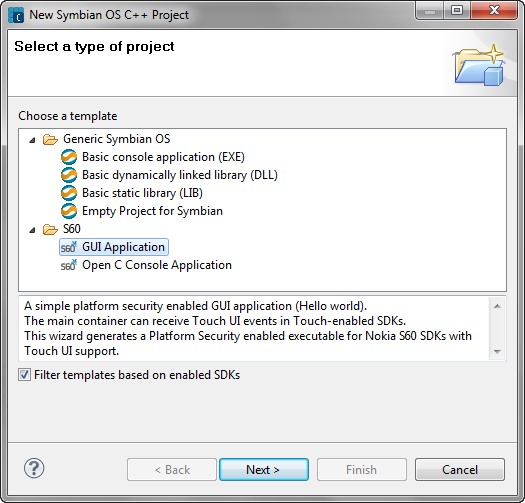 New Symbian OS C++ Project
Select a type of project
Choose a template
Generic Symbian OS
Basic console application (EXE)
Basic dynamically linked library (DLL)
Basic static library (LIB)
Empty Project for Symbian
S60
S60 GUI Application
S60 Open C Console Application
A simple platform security enabled GUI application (Hello world).
The main container can receive Touch UI events in Touch-enabled SDKs.
This wizard generates a Platform Security enabled executable for Nokia S60 SDKs with
Touch UI support.
Filter templates based on enabled SDKs
? < Back Next > Finish Cancel